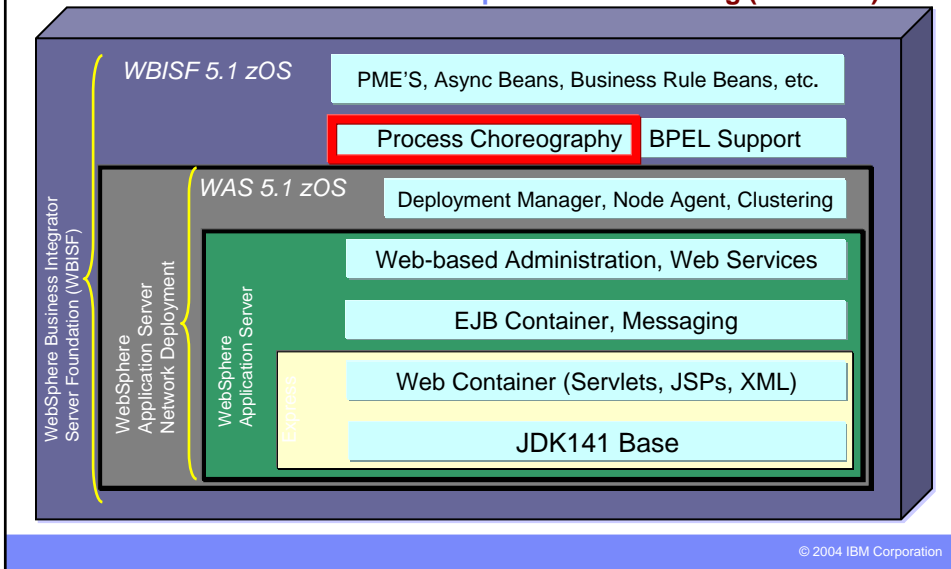 WBISF 5.1 zOS
PME'S, Async Beans, Business Rule Beans, etc.
Process Choreography
BPEL Support
WAS 5.1 zOS
Deployment Manager, Node Agent, Clustering
Web-based Administration, Web Services
EJB Container, Messaging
Web Container (Servlets, JSPs, XML)
JDK141 Base
WebSphere Business Integrator
Server Foundation (WBISF)
WebSphere
Application Server
Network Deployment
WebSphere
Application Server
Express
© 2004 IBM Corporation